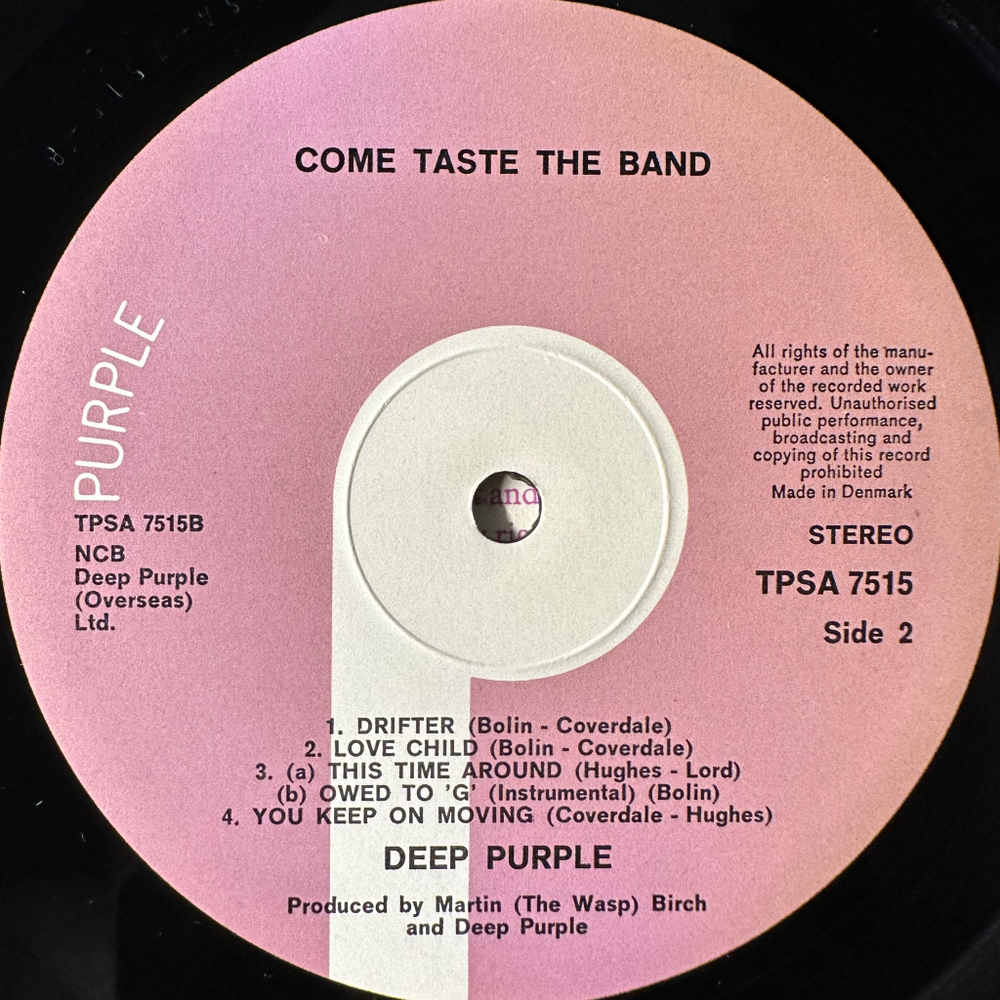 COME TASTE THE BAND
PURPLE
TPSA 7515B
NCB
Deep Purple
(Overseas)
Ltd.
All rights of the manu-
facturer and the owner
of the recorded work
reserved. Unauthorised
public performance,
broadcasting and
copying of this record
prohibited
Made in Denmark
STEREO
TPSA 7515
Side 2
and
1. DRIFTER (Bolin - Coverdale)
2. LOVE CHILD (Bolin - Coverdale)
3. (a) THIS TIME AROUND (Hughes - Lord)
(b) OWED TO 'G' (Instrumental) (Bolin)
4. YOU KEEP ON MOVING (Coverdale - Hughes)
DEEP PURPLE
Produced by Martin (The Wasp) Birch
and Deep Purple